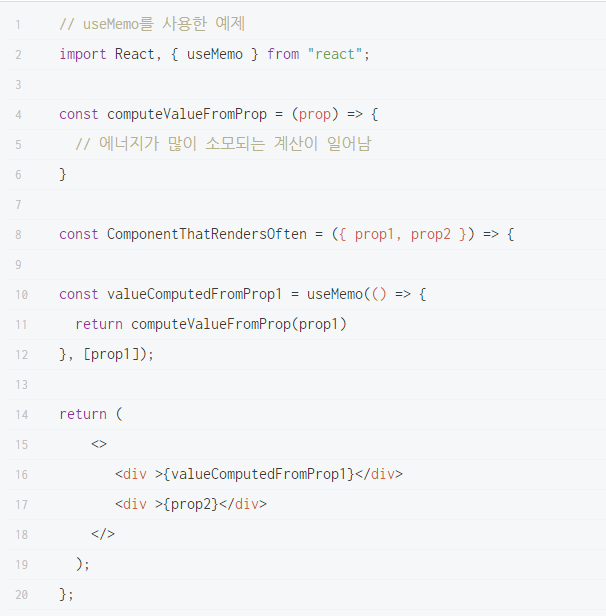 1 // useMemo를 사용한 예제
2 import React, { useMemo } from "react";
3
4 const computeValueFromProp = (prop) => {
5 // 에너지가 많이 소모되는 계산이 일어남
6 }
7
8 const ComponentThatRendersOften = ({ prop1, prop2 }) => {
9
10 const valueComputedFromProp1 = useMemo(() => {
11 return computeValueFromProp(prop1)
12 }, [prop1]);
13
14 return (
15 <>
16 <div >{valueComputedFromProp1}</div>
17 <div >{prop2}</div>
18 </>
19 );
20 };